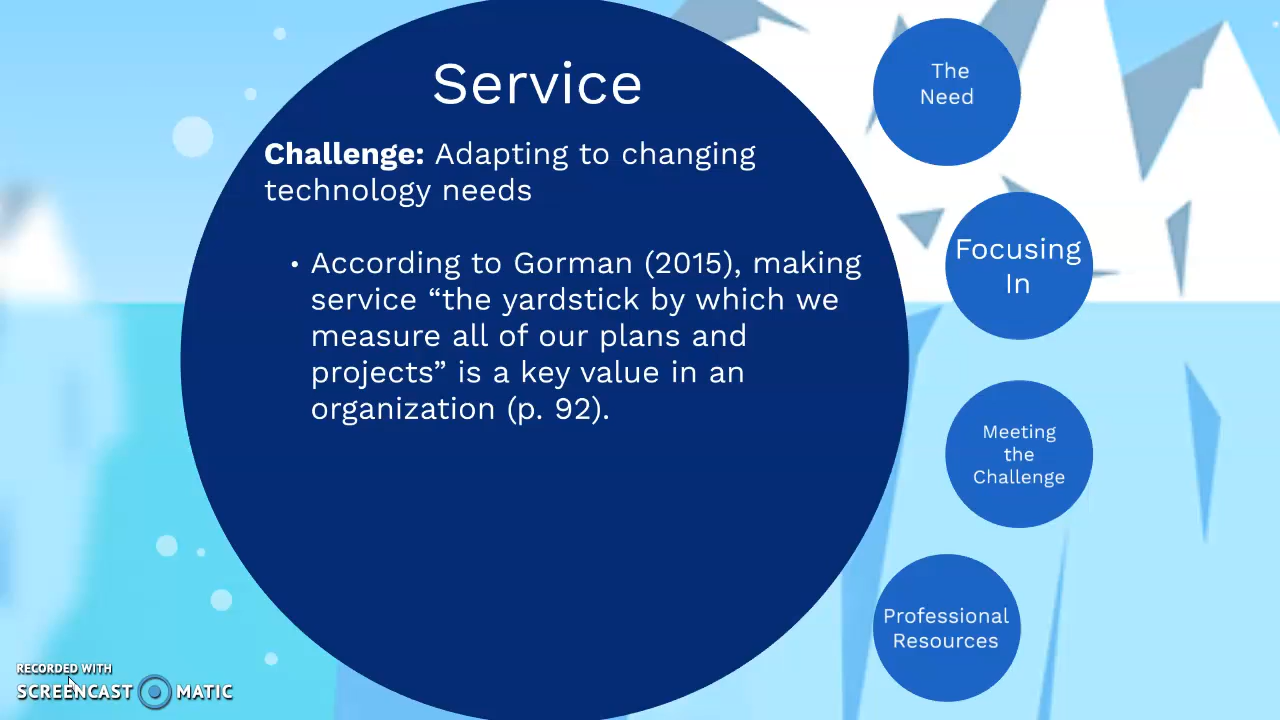 Service
Challenge: Adapting to changing
technology needs
• According to Gorman (2015), making
service “the yardstick by which we
measure all of our plans and
projects” is a key value in an
organization (p. 92).
The
Need
Focusing
In
Meeting
the
Challenge
Professional
Resources
RECORDED WITH
SCREENCAST MATIC